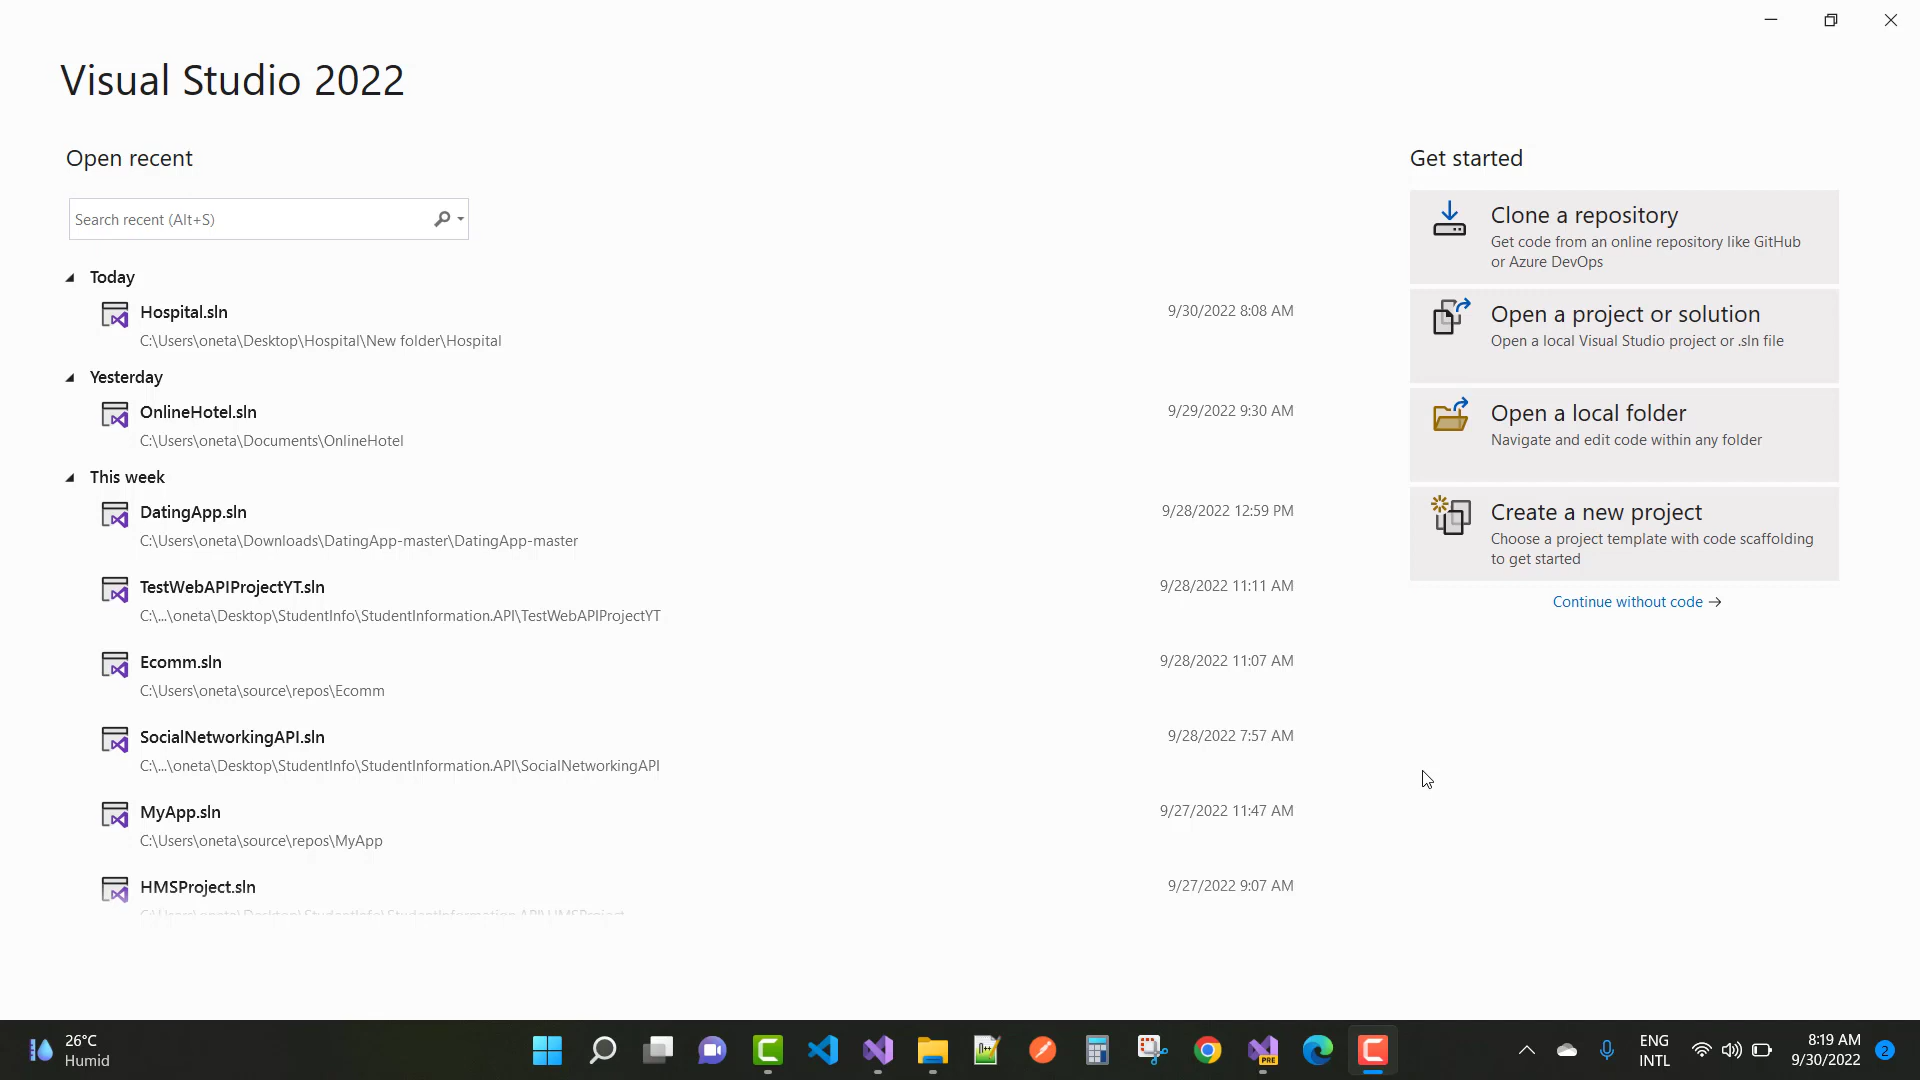 Visual Studio 2022
Open recent
Search recent (Alt+S)
Today
Hospital.sln
9/30/2022 8:08 AM
C:\Users\oneta\Desktop\Hospital\New folder\Hospital
Yesterday
OnlineHotel.sln
9/29/2022 9:30 AM
C:\Users\oneta\Documents\OnlineHotel
This week
DatingApp.sln
9/28/2022 12:59 PM
C:\Users\oneta\Downloads\DatingApp-master\DatingApp-master
TestWebAPIProjectYT.sln
9/28/2022 11:11 AM
C:\...\oneta\Desktop\StudentInfo\StudentInformation.API\TestWebAPIProjectYT
Ecomm.sln
9/28/2022 11:07 AM
C:\Users\oneta\source\repos\Ecomm
SocialNetworkingAPI.sln
9/28/2022 7:57 AM
C:\...\oneta\Desktop\StudentInfo\StudentInformation.API\SocialNetworkingAPI
MyApp.sln
9/27/2022 11:47 AM
C:\Users\oneta\source\repos\MyApp
HMSProject.sln
9/27/2022 9:07 AM
Get started
Clone a repository
Get code from an online repository like GitHub
or Azure DevOps
Open a project or solution
Open a local Visual Studio project or .sln file
Open a local folder
Navigate and edit code within any folder
Create a new project
Choose a project template with code scaffolding
to get started
Continue without code →
26°C
Humid
PRE
ENG
INTL
8:19 AM
9/30/2022
2